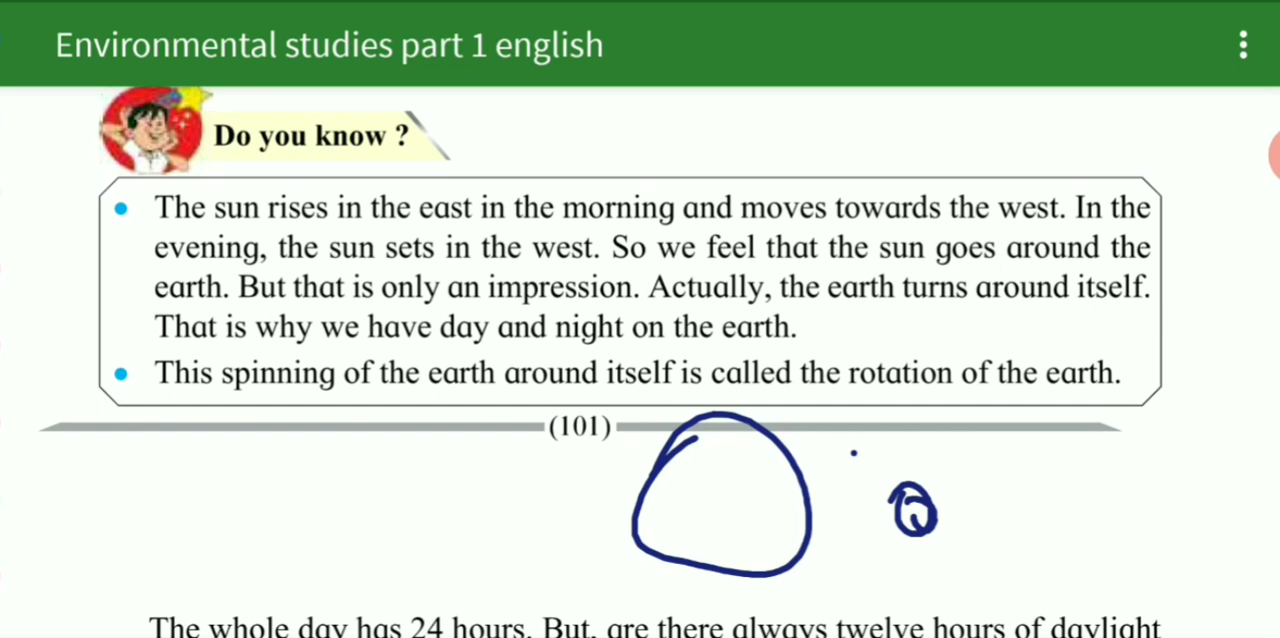 Environmental studies part 1 english
Do you know ?
• The sun rises in the east in the morning and moves towards the west. In the
evening, the sun sets in the west. So we feel that the sun goes around the
earth. But that is only an impression. Actually, the earth turns around itself.
That is why we have day and night on the earth.
• This spinning of the earth around itself is called the rotation of the earth.
(101)
The whole day has 24 hours. But, are there always twelve hours of daylight